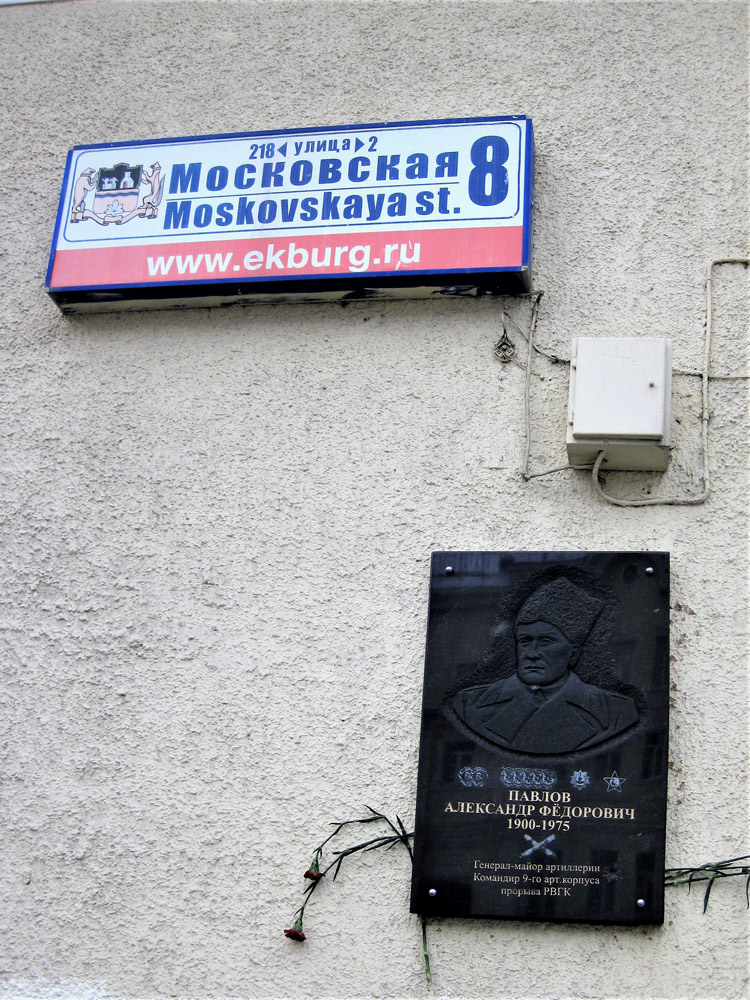 218 улица 2
Московская 8
Moskovskaya st.
www.ekburg.ru
ПАВЛОВ
АЛЕКСАНДР ФЁДОРОВИЧ
1900-1975
Генерал-майор артиллерии
Командир 9-го арт.корпуса
прорыва РВГК